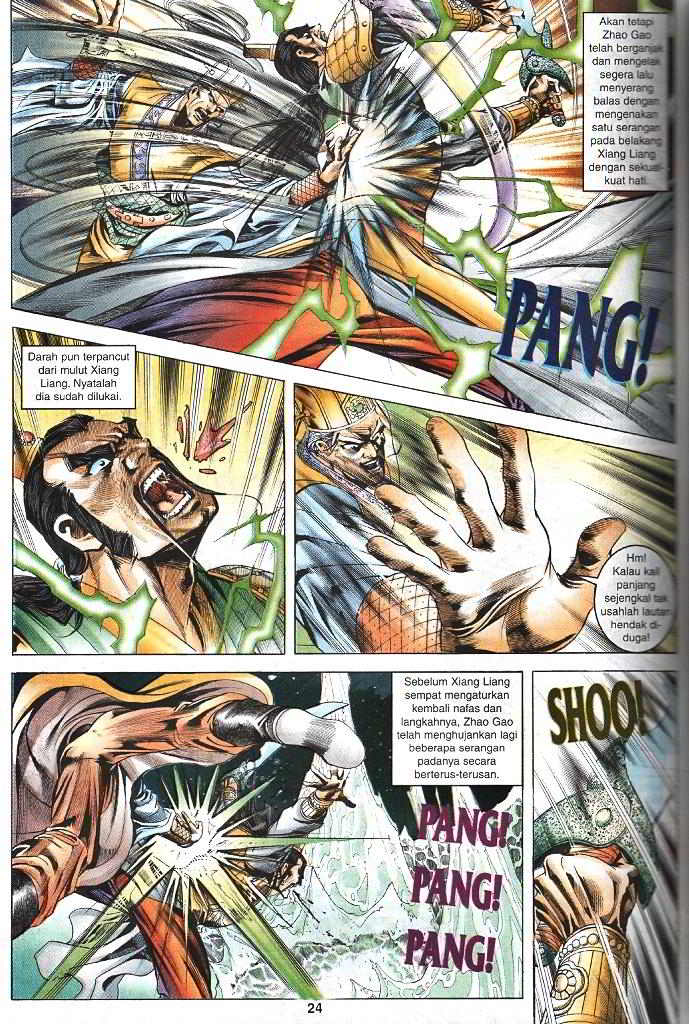 Akan tetapi
Zhao Gao
telah berganjak
dan mengelak
segera lalu
menyerang
balas dengan
mengenakan
satu serangan
pada belakang
Xiang Liang
dengan sekuat-
kuat hati.
PANG!
Darah pun terpancut
dari mulut Xiang
Liang, Nyatalah
dia sudah dilukai.
Hm!
Kalau kail
panjang
sejengkal tak
usahlah lautan
hendak di-
duga!
Sebelum Xiang Liang
sempat mengaturkan
kembali nafas dan
langkahnya, Zhao Gao
telah menghujankan lagi
beberapa serangan
padanya secara
berterus-terusan.
PANG!
PANG!
PANG!
SHOO!
24